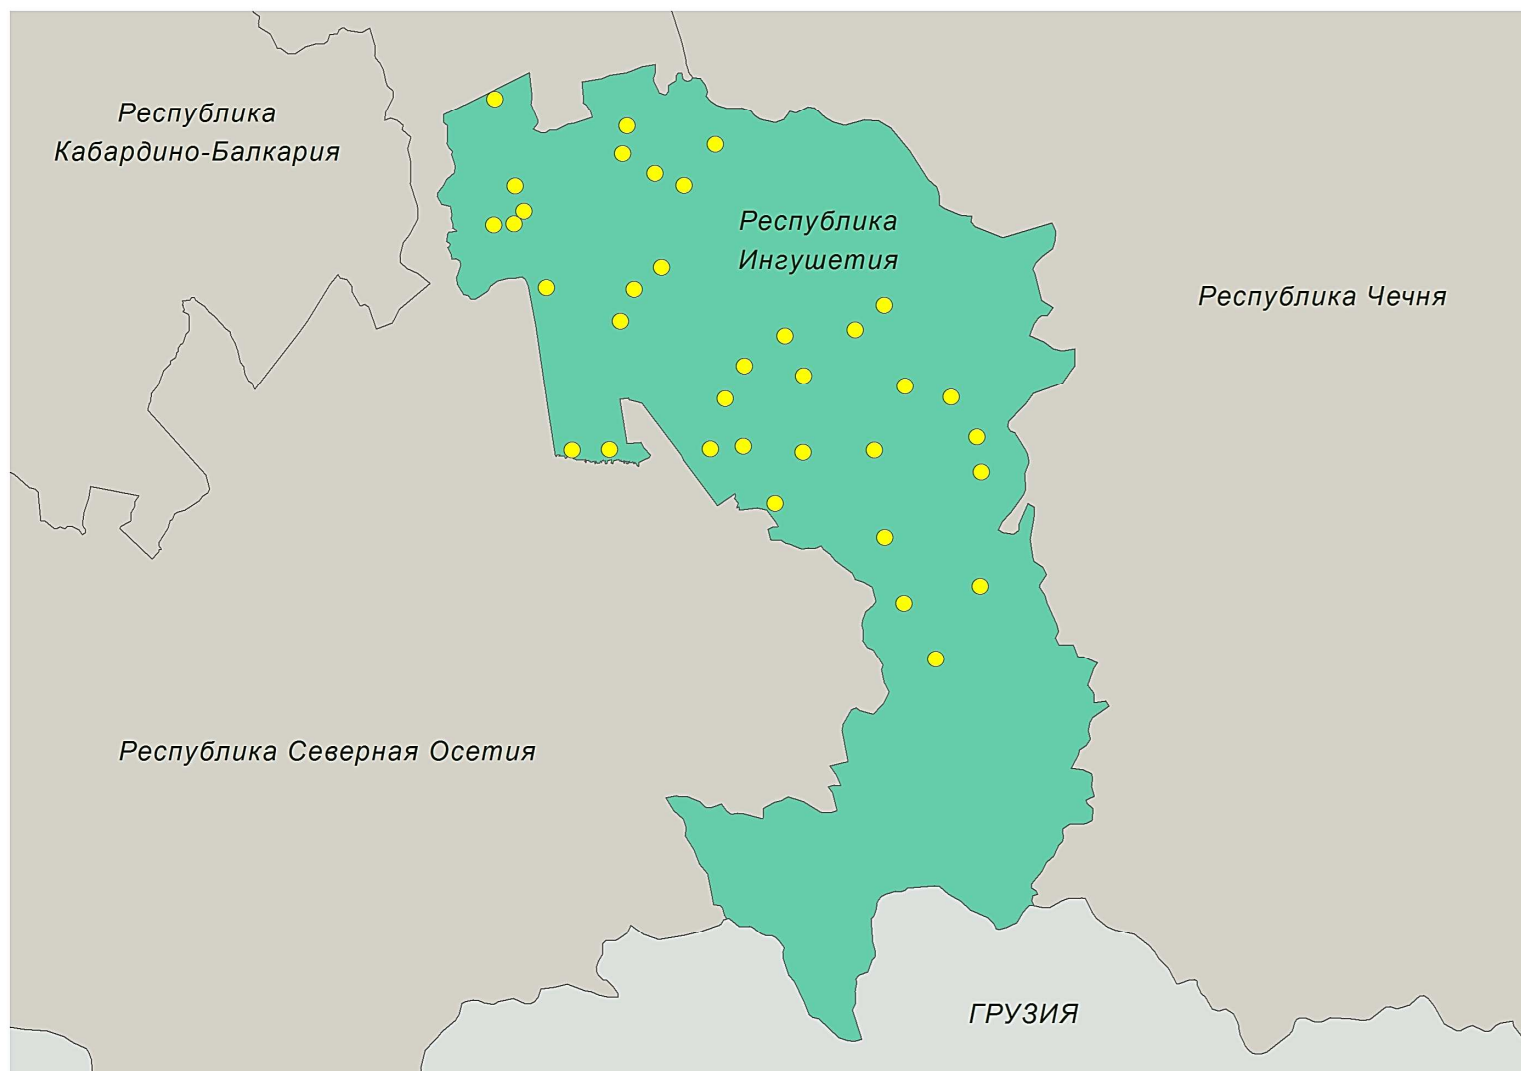 Республика
Кабардино-Балкария
Республика
Ингушетия
Республика Чечня
Республика Северная Осетия
ГРУЗИЯ